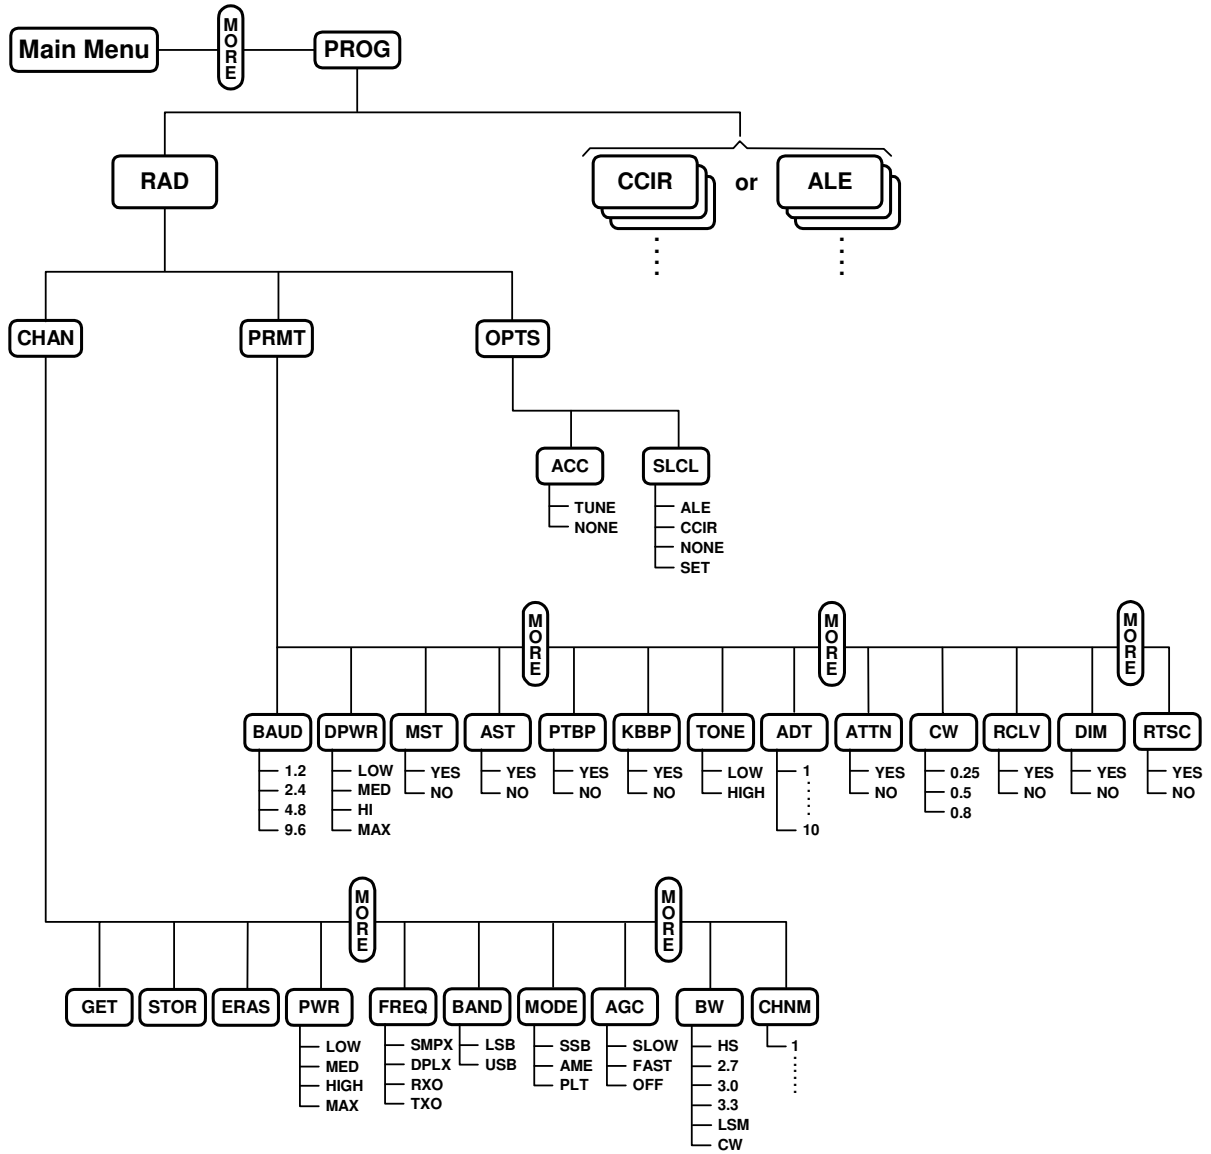 Main Menu
MORE
PROG
RAD
CCIR
or
ALE
CHAN
PRMT
OPTS
ACC
SLCL
TUNE
NONE
ALE
CCIR
NONE
SET
MORE
MORE
MORE
BAUD
DPWR
MST
AST
PTBP
KBBP
TONE
ADT
ATTN
CW
RCLV
DIM
RTSC
1.2
2.4
4.8
9.6
LOW
MED
HI
MAX
YES
NO
YES
NO
YES
NO
YES
NO
LOW
HIGH
1
10
YES
NO
0.25
0.5
0.8
YES
NO
YES
NO
YES
NO
MORE
MORE
GET
STOR
ERAS
PWR
FREQ
BAND
MODE
AGC
BW
CHNM
LOW
MED
HIGH
MAX
SMPX
DPLX
RXO
TXO
LSB
USB
SSB
AME
PLT
SLOW
FAST
OFF
HS
2.7
3.0
3.3
LSM
CW
1